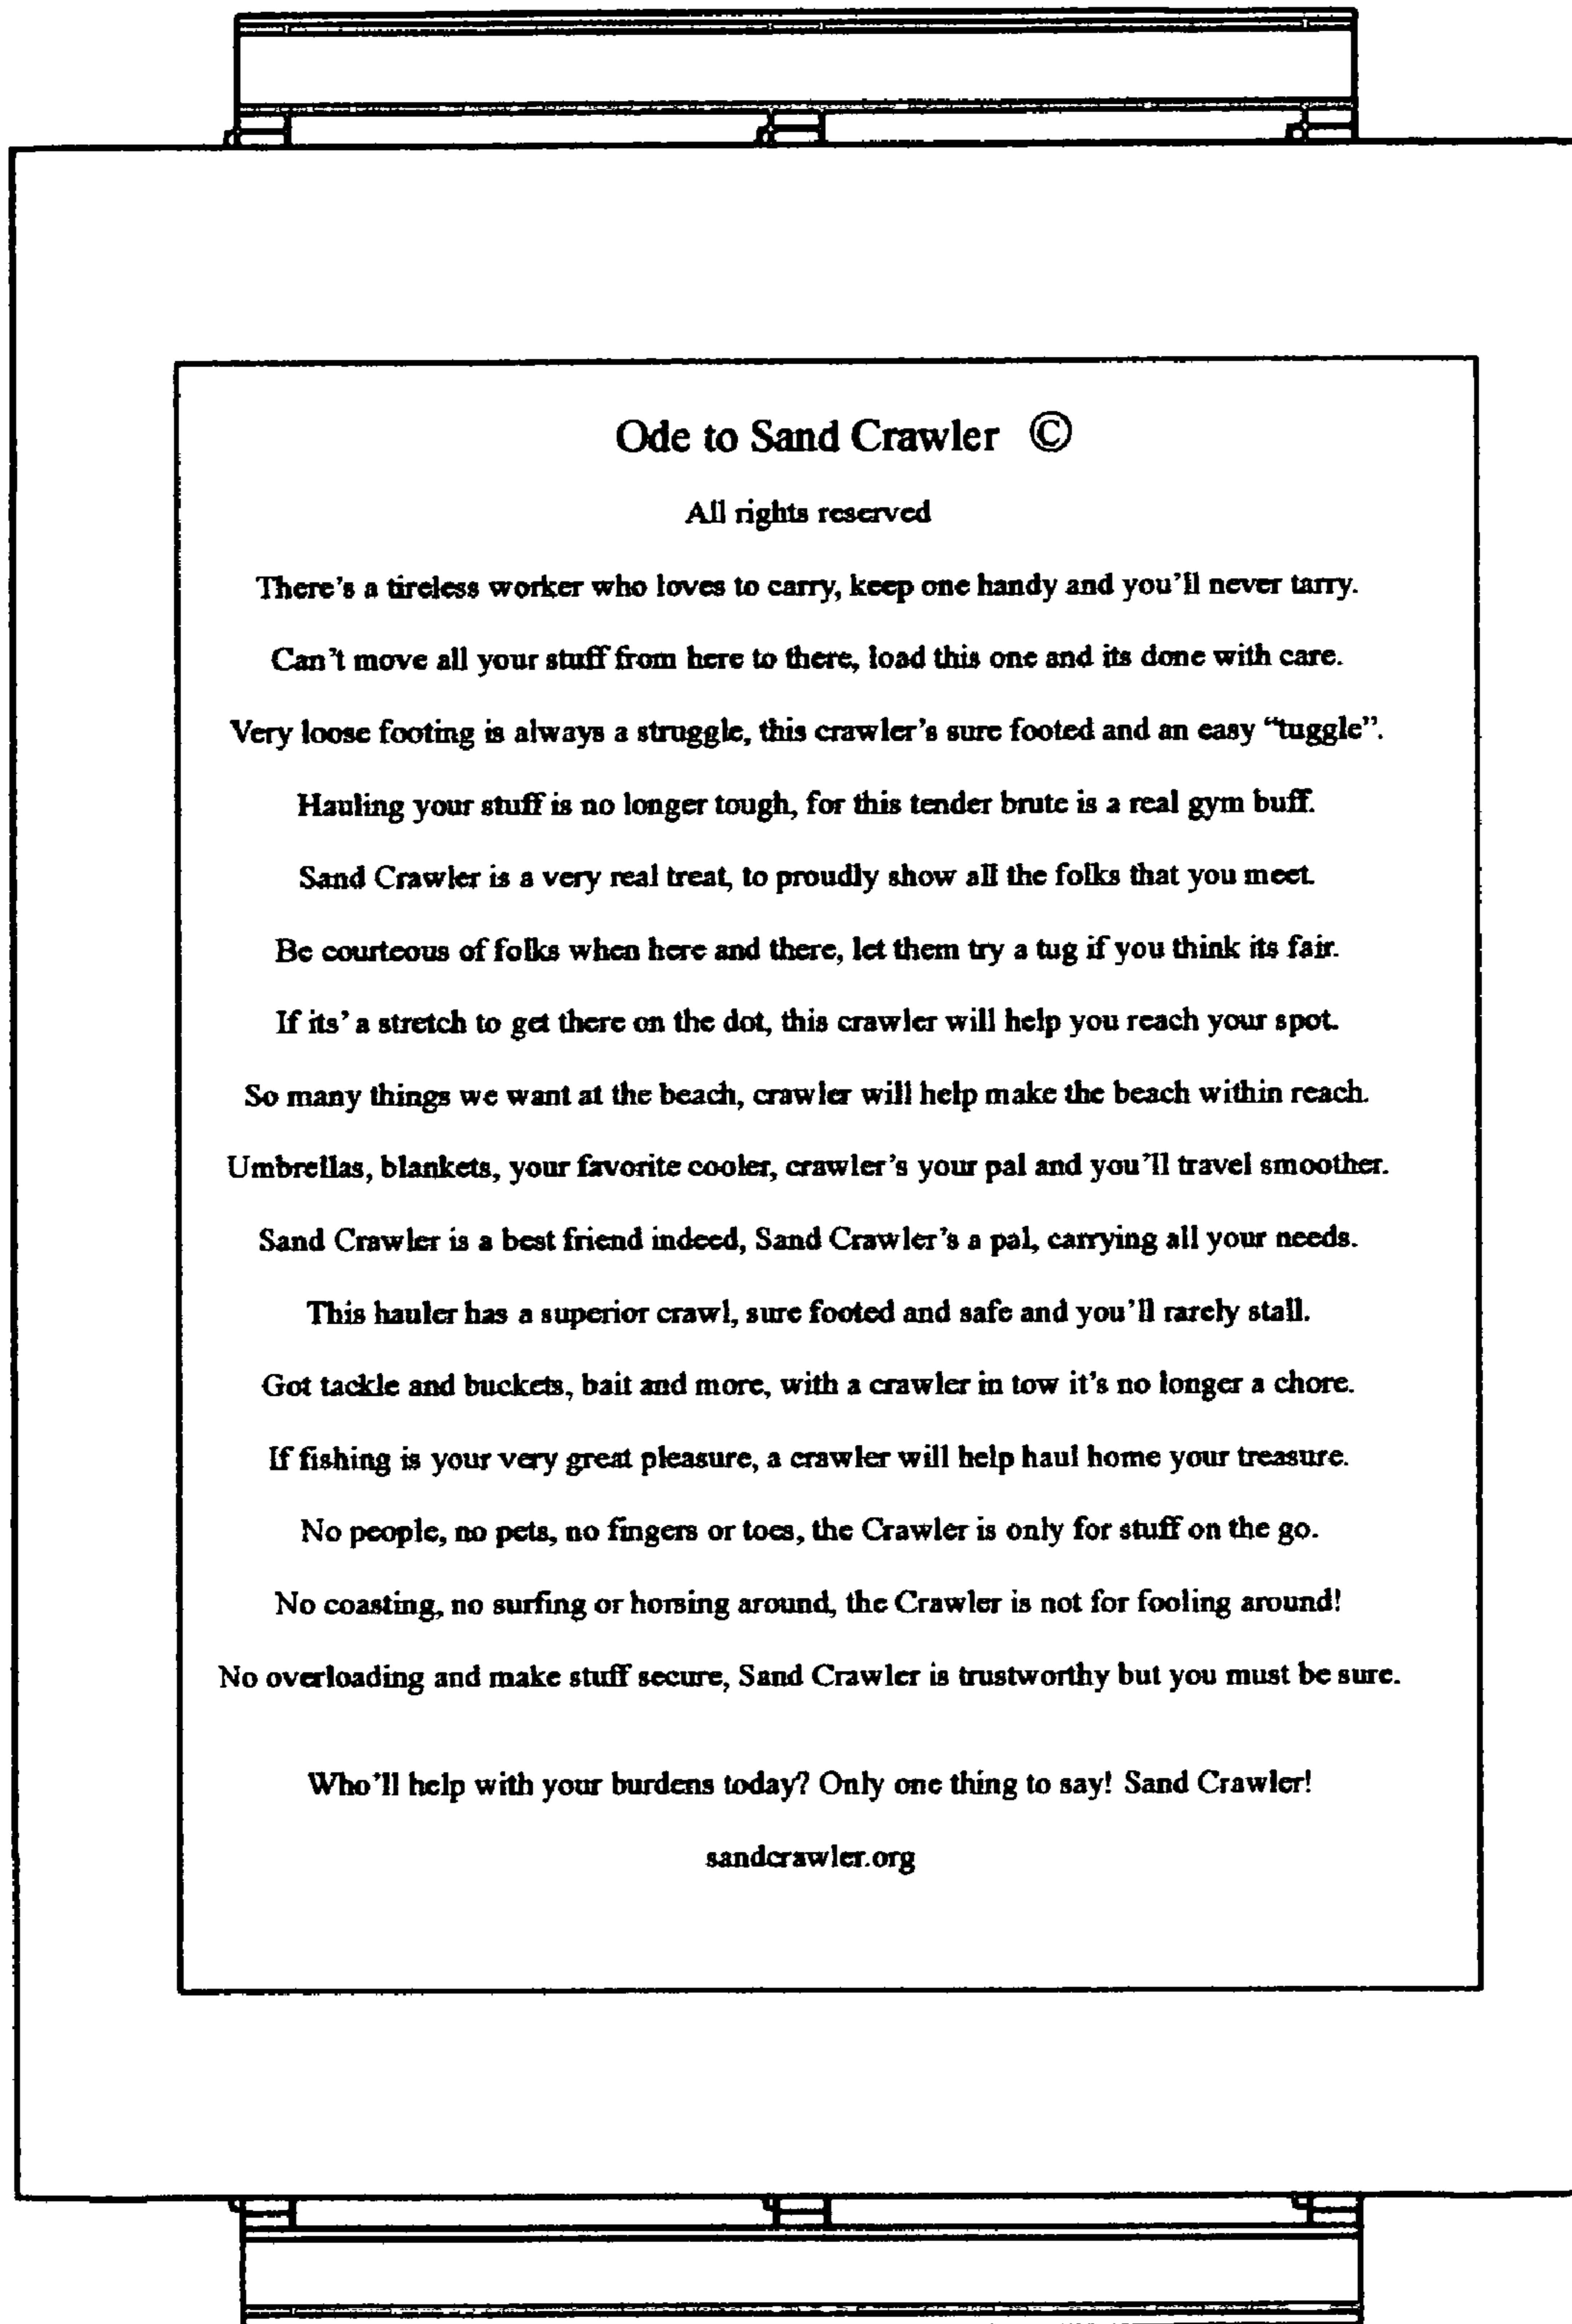 Ode to Sand Crawler ©
All rights reserved
There's a tireless worker who loves to carry, keep one handy and you'll never tarry.
Can't move all your stuff from here to there, load this one and its done with care.
Very loose footing is always a struggle, this crawler's sure footed and an easy “tuggle”.
Hauling your stuff is no longer tough, for this tender brute is a real gym buff.
Sand Crawler is a very real treat, to proudly show all the folks that you meet.
Be courteous of folks when here and there, let them try a tug if you think its fair.
If its' a stretch to get there on the dot, this crawler will help you reach your spot.
So many things we want at the beach, crawler will help make the beach within reach.
Umbrellas, blankets, your favorite cooler, crawler's your pal and you'll travel smoother.
Sand Crawler is a best friend indeed, Sand Crawler's a pal, carrying all your needs.
This hauler has a superior crawl, sure footed and safe and you'll rarely stall.
Got tackle and buckets, bait and more, with a crawler in tow it's no longer a chore.
If fishing is your very great pleasure, a crawler will help haul home your treasure.
No people, no pets, no fingers or toes, the Crawler is only for stuff on the go.
No coasting, no surfing or horsing around, the Crawler is not for fooling around!
No overloading and make stuff secure, Sand Crawler is trustworthy but you must be sure.
Who'll help with your burdens today? Only one thing to say! Sand Crawler!
sandcrawler.org